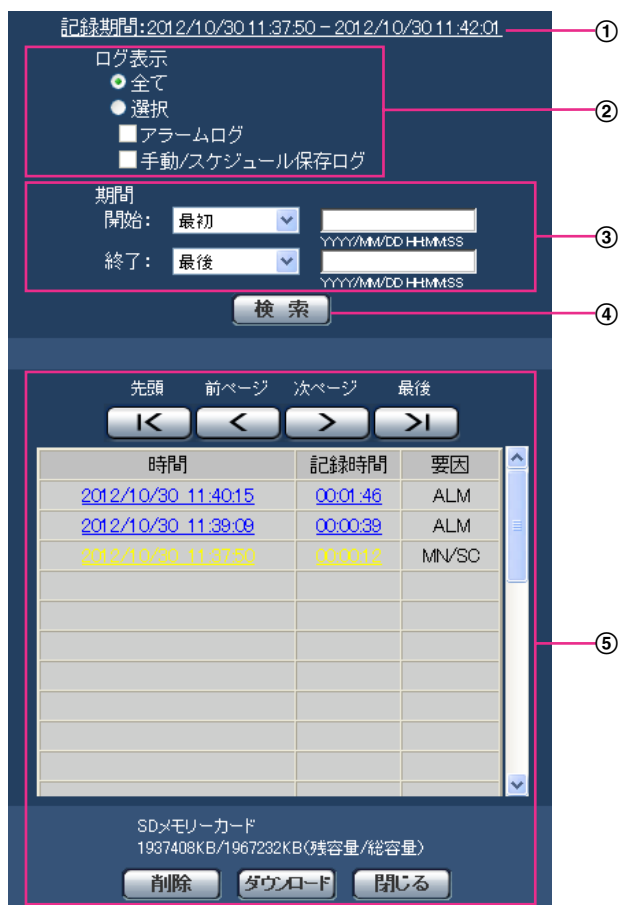 記録期間:2012/10/30 11:37:50 − 2012/10/30 11:42:01 ①
ログ表示
全て
選択 ②
アラームログ
手動/スケジュール保存ログ
期間
開始: 最初
YYYY/MM/DD HH:MM:SS ③
終了: 最後
YYYY/MM/DD HH:MM:SS
検索 ④
先頭 前ページ 次ページ 最後
時間 記録時間 要因
2012/10/30 11:40:15 00:01:46 ALM
2012/10/30 11:39:09 00:00:39 ALM
2012/10/30 11:37:50 00:00:12 MN/SC
⑤
SDメモリーカード
1937408KB/1967232KB(残容量/総容量)
削除 ダウンロード 閉じる